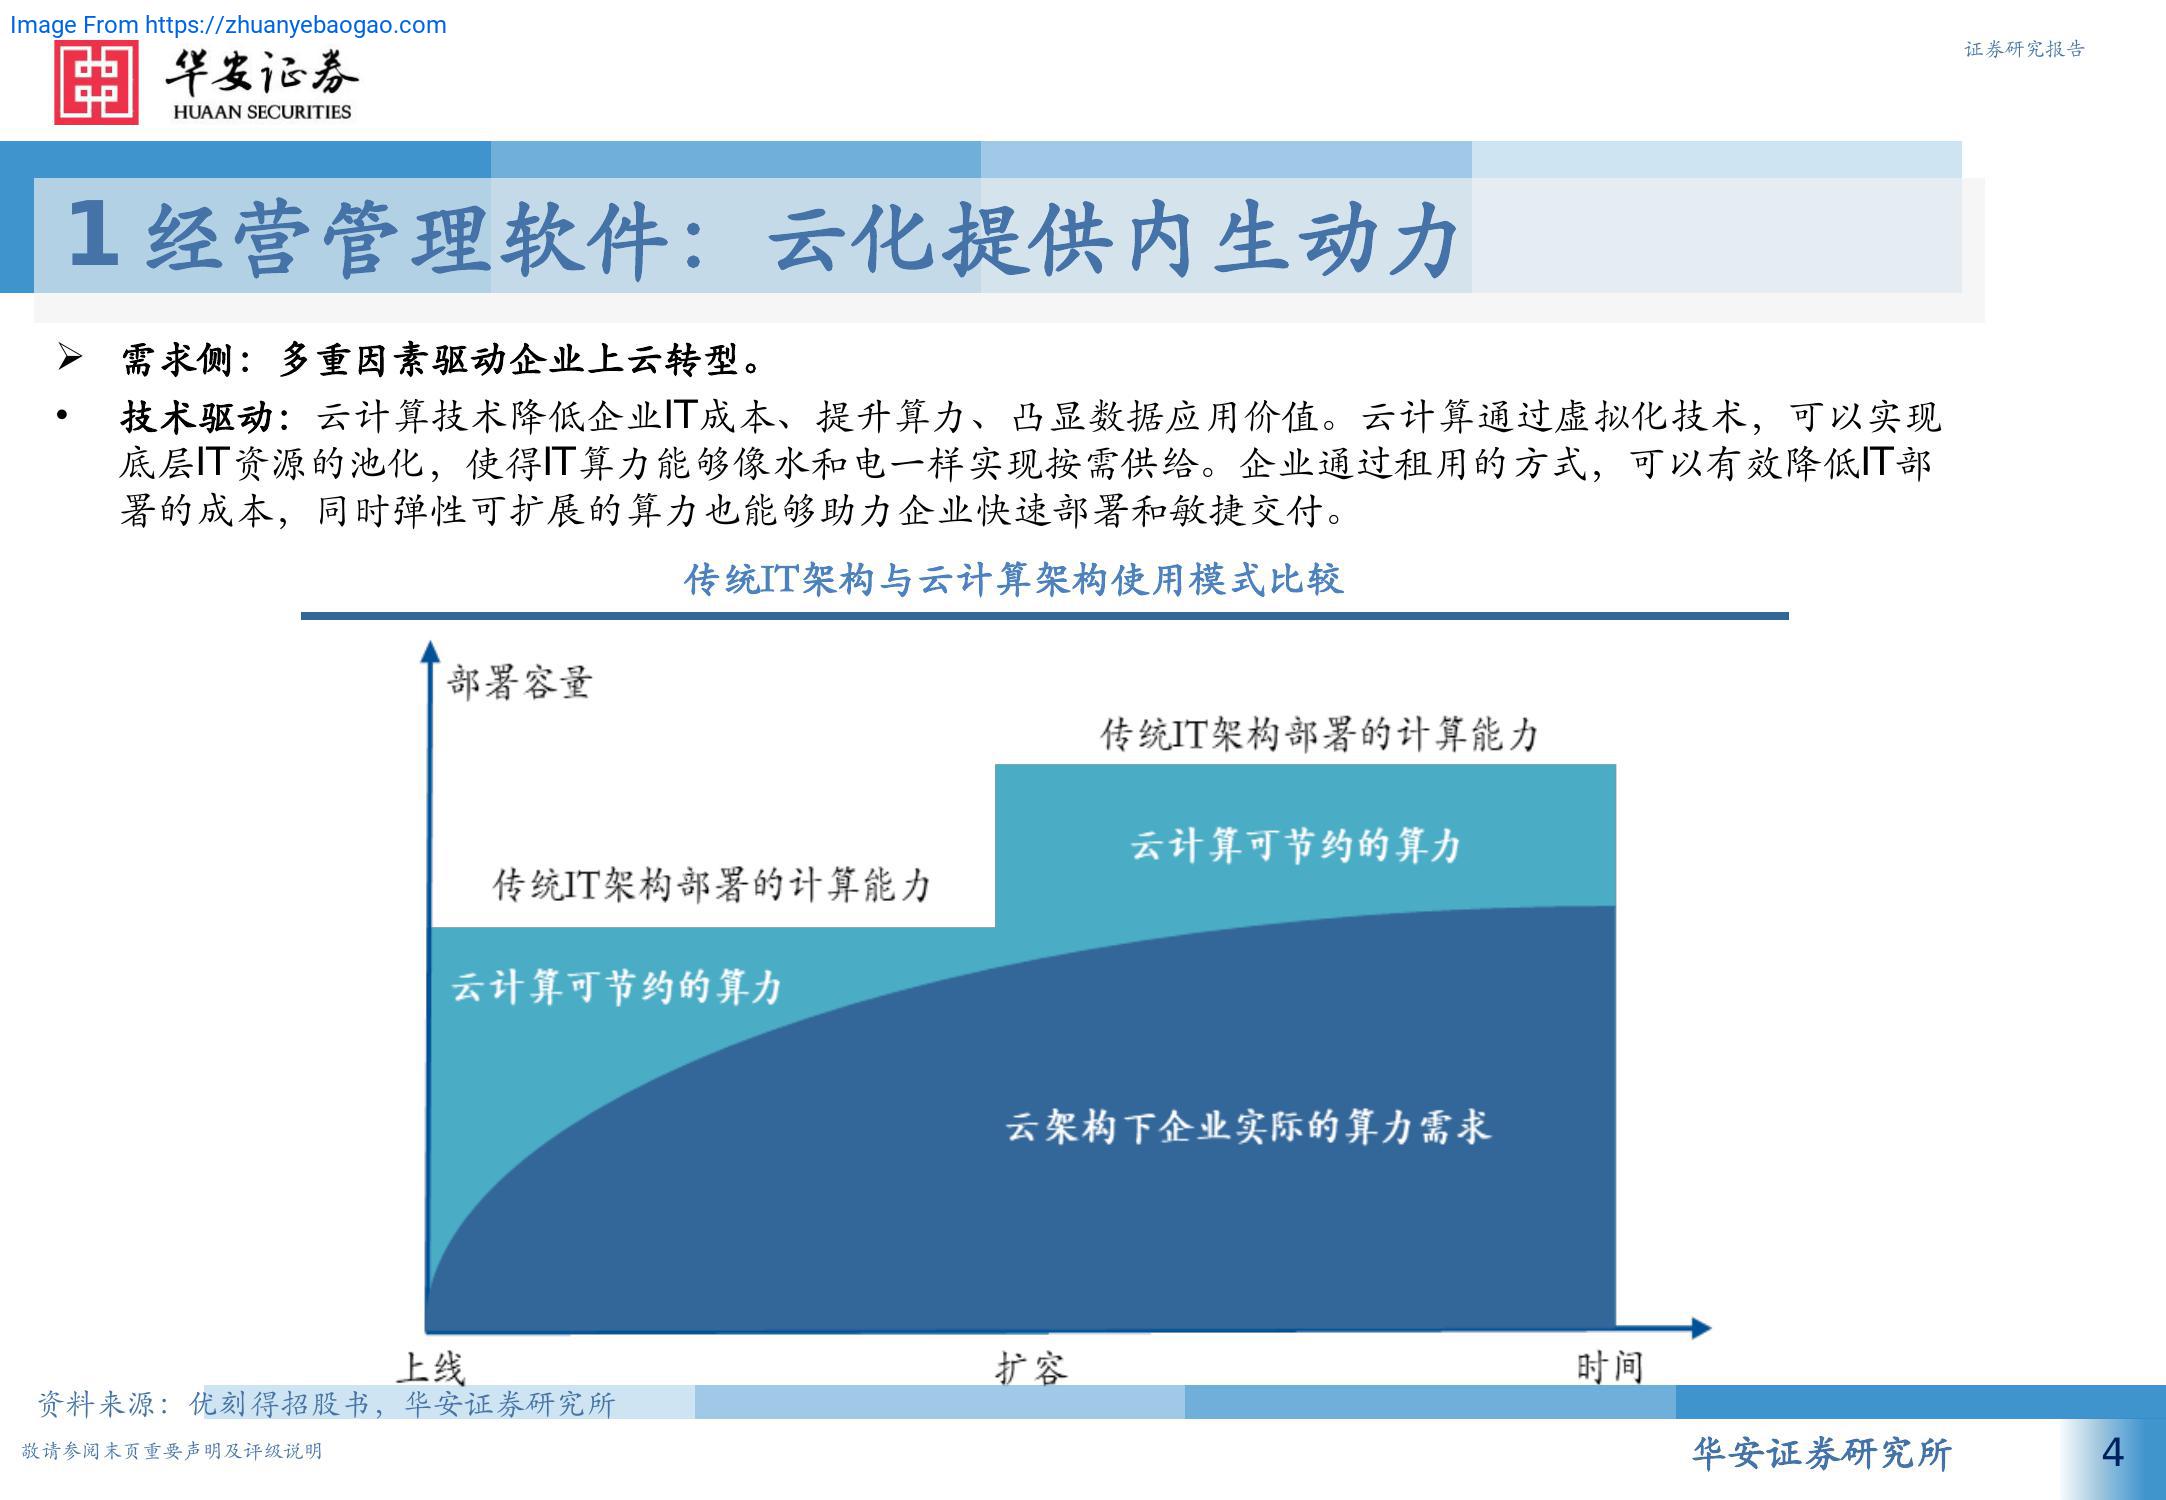 Image From https://zhuanyebaogao.com
华安证券
HUAAN SECURITIES
证券研究报告
1 经营管理软件：云化提供内生动力
➢ 需求侧：多重因素驱动企业上云转型。
• 技术驱动：云计算技术降低企业IT成本、提升算力、凸显数据应用价值。云计算通过虚拟化技术，可以实现
底层IT资源的池化，使得IT算力能够像水和电一样实现按需供给。企业通过租用的方式，可以有效降低IT部
署的成本，同时弹性可扩展的算力也能够助力企业快速部署和敏捷交付。
传统IT架构与云计算架构使用模式比较
部署容量
传统IT架构部署的计算能力
云计算可节约的算力
传统IT架构部署的计算能力
云计算可节约的算力
云架构下企业实际的算力需求
上线
扩容
时间
资料来源：优刻得招股书，华安证券研究所
敬请参阅末页重要声明及评级说明
华安证券研究所
4